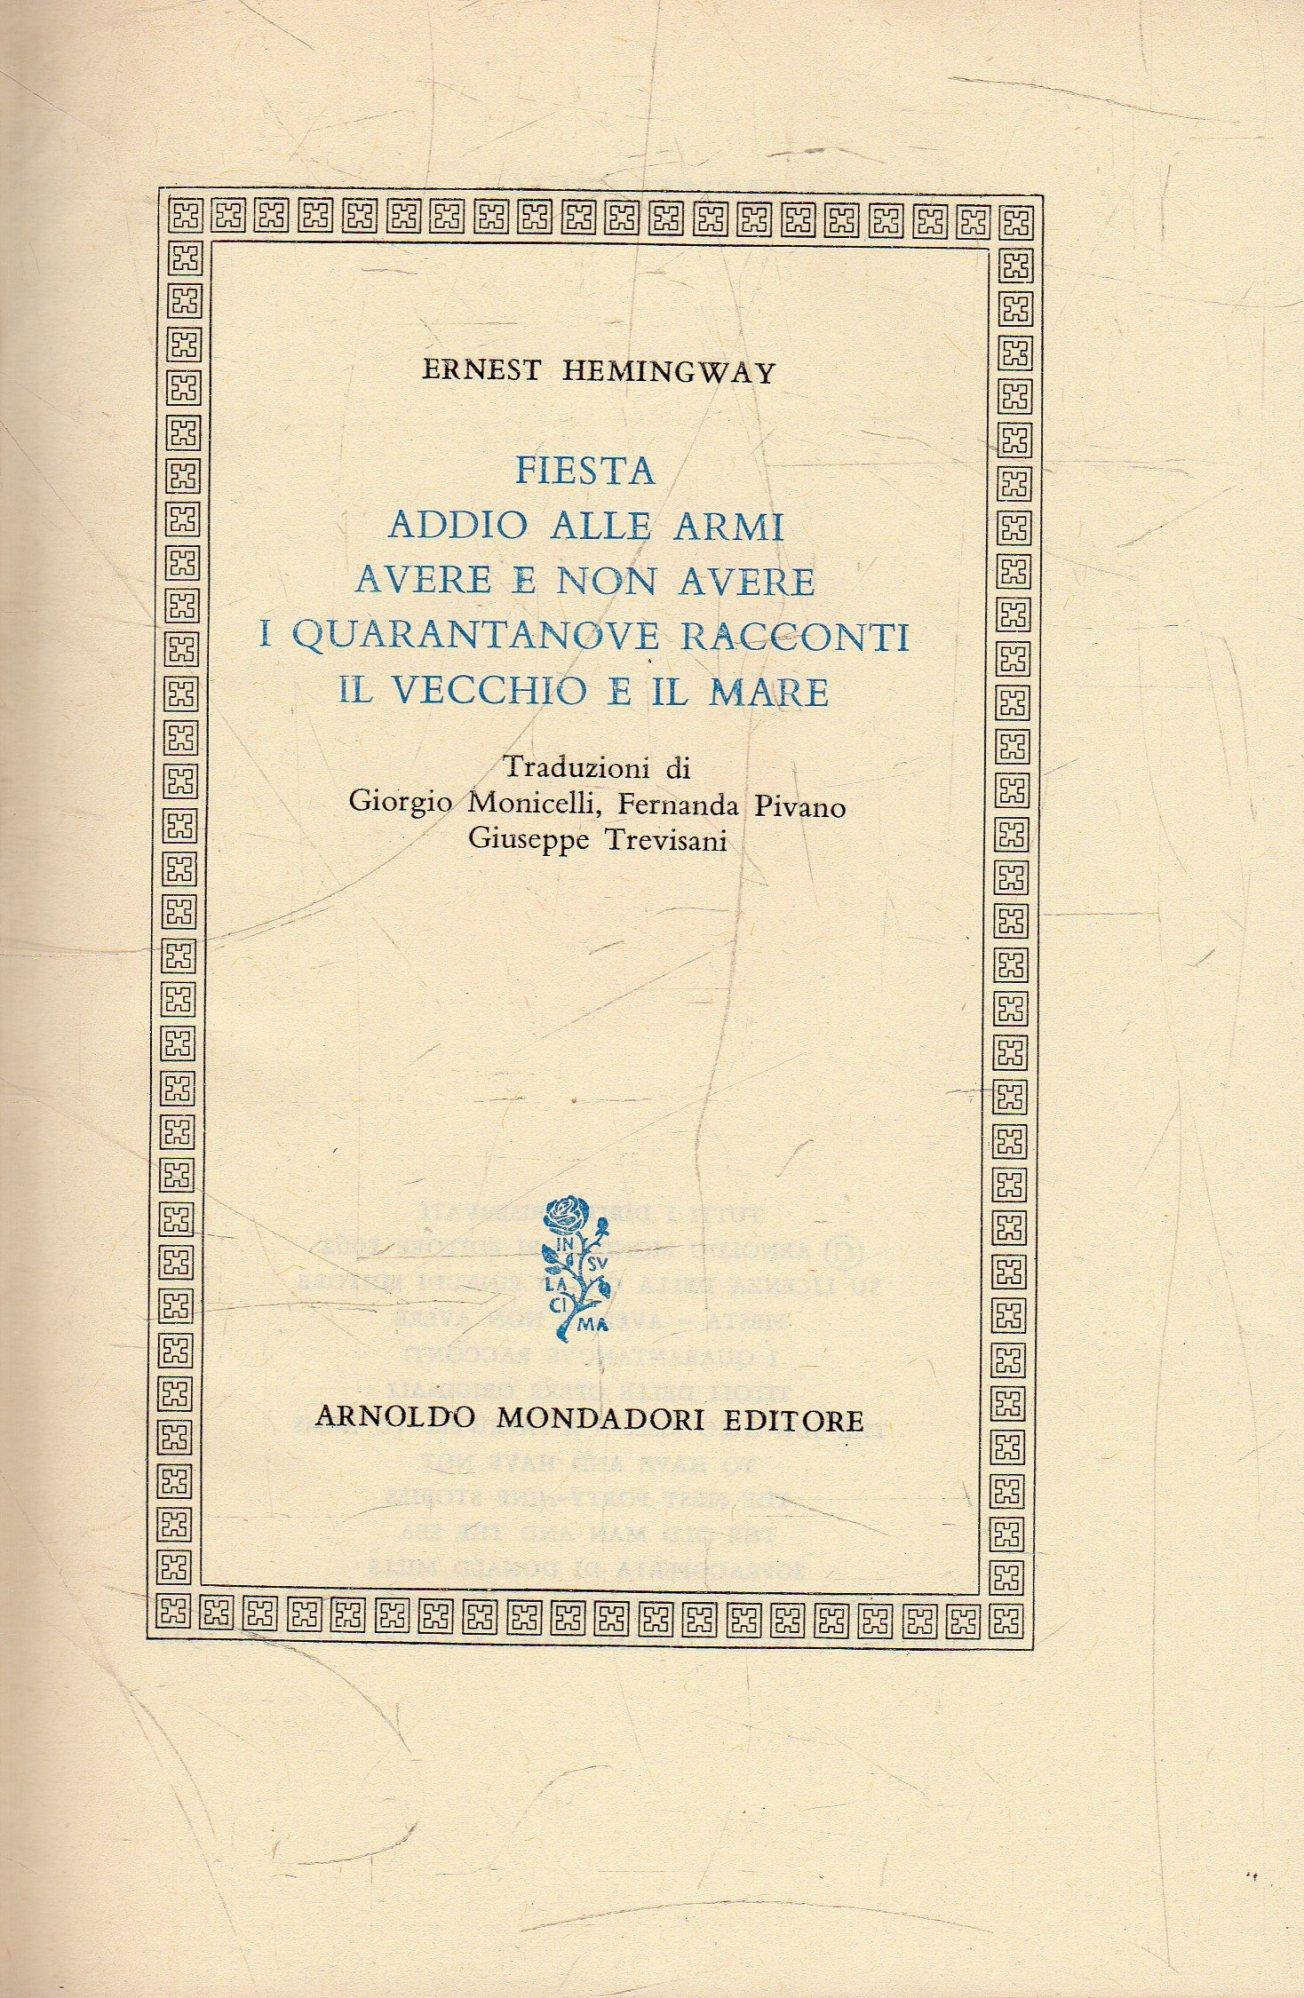 ERNEST HEMINGWAY
FIESTA
ADDIO ALLE ARMI
AVERE E NON AVERE
I QUARANTANOVE RACCONTI
IL VECCHIO E IL MARE
Traduzioni di
Giorgio Monicelli, Fernanda Pivano
Giuseppe Trevisani
IN
SV
LA
CI
MA
ARNOLDO MONDADORI EDITORE